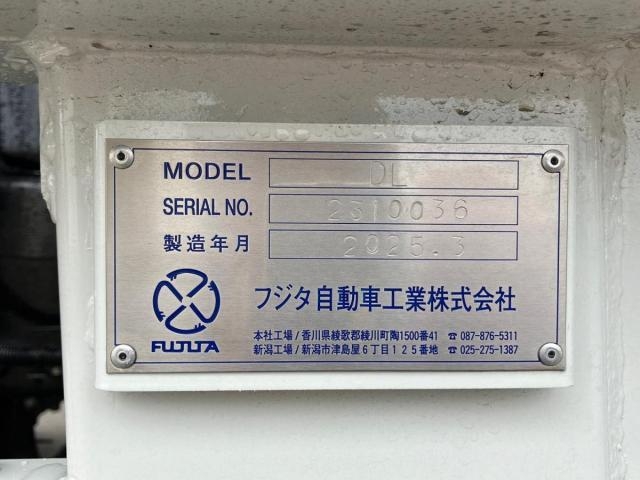 MODEL DL
SERIAL NO. 2310036
製造年月 2025.3
フジタ自動車工業株式会社
FUJITA
本社工場/香川県綾歌郡綾川町陶1500番41 ☎087-876-5311
新潟工場/新潟市津島屋6丁目125番地 ☎025-275-1387